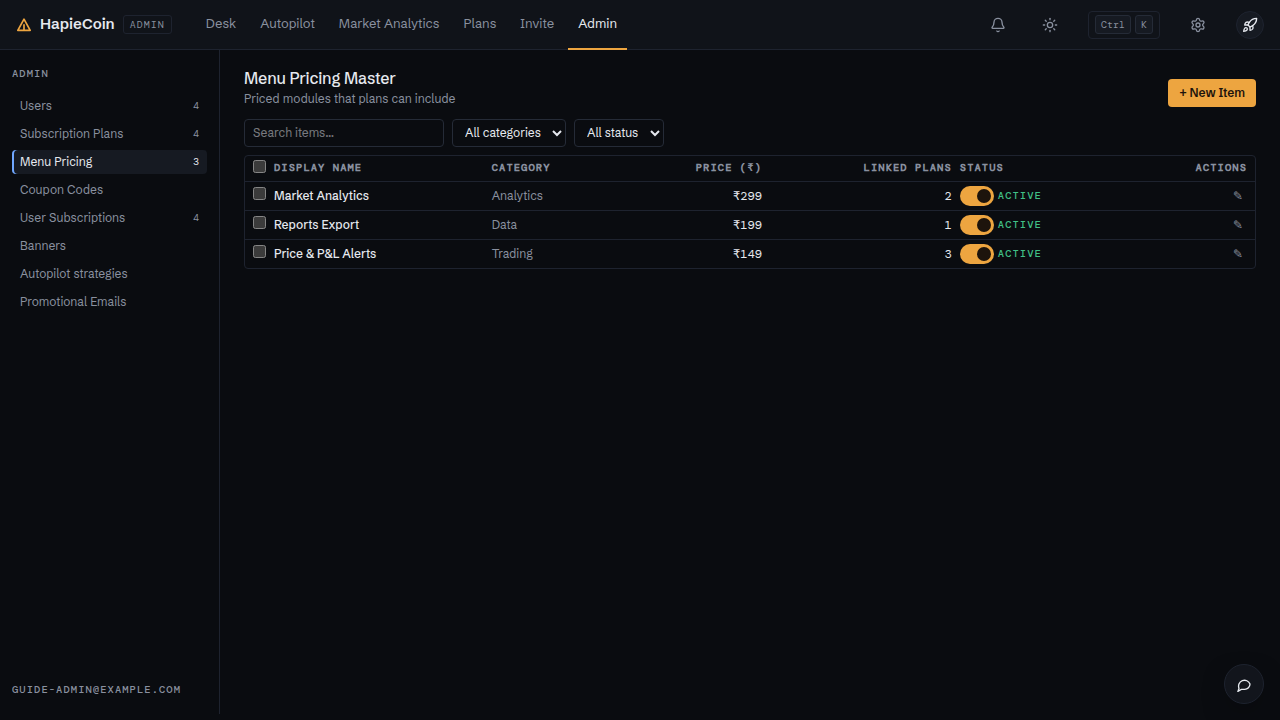 HapieCoin ADMIN Desk Autopilot Market Analytics Plans Invite Admin Ctrl K
ADMIN
Users 4
Subscription Plans 4
Menu Pricing 3
Coupon Codes
User Subscriptions 4
Banners
Autopilot strategies
Promotional Emails
GUIDE-ADMIN@EXAMPLE.COM
Menu Pricing Master
Priced modules that plans can include
+ New Item
Search items... All categories All status
DISPLAY NAME CATEGORY PRICE (₹) LINKED PLANS STATUS ACTIONS
Market Analytics Analytics ₹299 2 ACTIVE
Reports Export Data ₹199 1 ACTIVE
Price & P&L Alerts Trading ₹149 3 ACTIVE